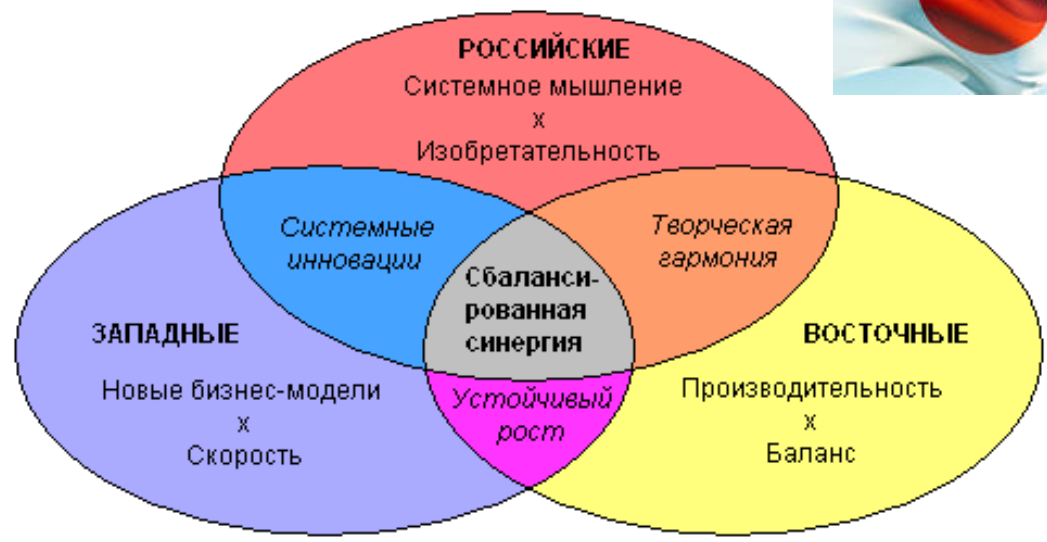 РОССИЙСКИЕ
Системное мышление
х
Изобретательность
Системные
инновации
Творческая
гармония
Сбаланси-
рованная
синергия
ЗАПАДНЫЕ
Новые бизнес-модели
х
Скорость
ВОСТОЧНЫЕ
Производительность
х
Баланс
Устойчивый
рост